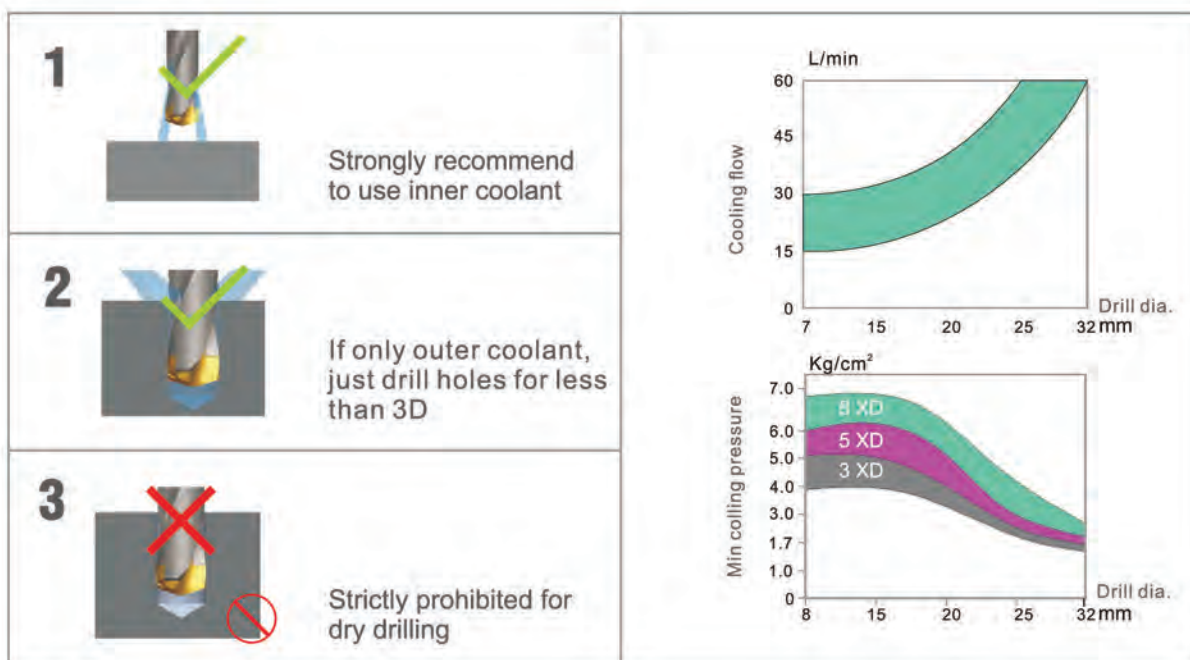 1
Strongly recommend
to use inner coolant
2
If only outer coolant,
just drill holes for less
than 3D
3
Strictly prohibited for
dry drilling
L/min
60
45
30
15
0
Cooling flow
7 15 20 25 32 mm
Drill dia.
Kg/cm²
7.0
6.0
5.0
4.0
3.0
1.7
1.0
0
Min colling pressure
8 XD
5 XD
3 XD
8 15 20 25 32 mm
Drill dia.